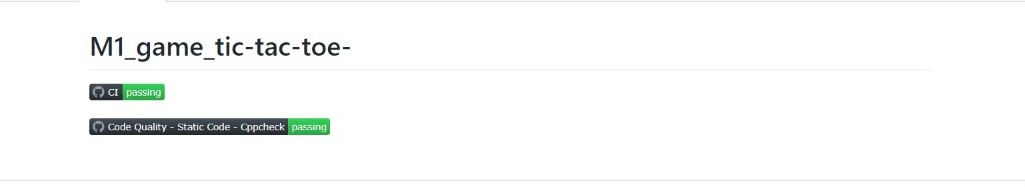 M1_game_tic-tac-toe-
CI passing
Code Quality - Static Code - Cppcheck passing